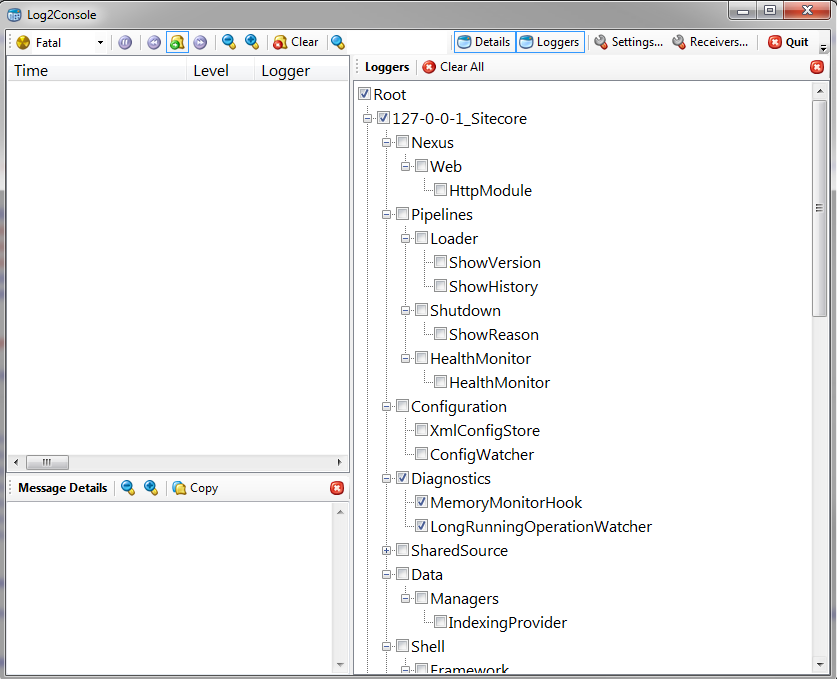 Log2Console
Fatal Clear Details Loggers Settings... Receivers... Quit
Time Level Logger
Loggers Clear All
Root
127-0-0-1_Sitecore
Nexus
Web
HttpModule
Pipelines
Loader
ShowVersion
ShowHistory
Shutdown
ShowReason
HealthMonitor
HealthMonitor
Configuration
XmlConfigStore
ConfigWatcher
Diagnostics
MemoryMonitorHook
LongRunningOperationWatcher
SharedSource
Data
Managers
IndexingProvider
Shell
Framework
Message Details Copy